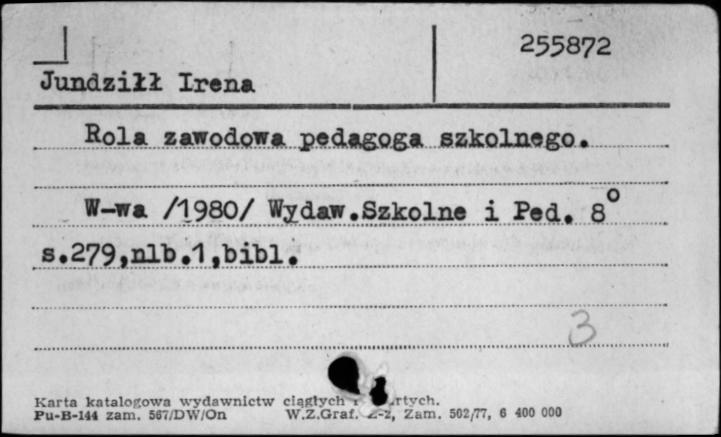 255872
Jundziłł Irena
Rola zawodowa pedagoga szkolnego.
W-wa /1980/ Wydaw.Szkolne i Ped. 8°
s.279,nlb.1,bibl.
3
Karta katalogowa wydawnictw ciągłych
Pu-B-144 zam. 567/DW/On W.Z.Graf. Z-2, Zam. 502/77, 6 400 000